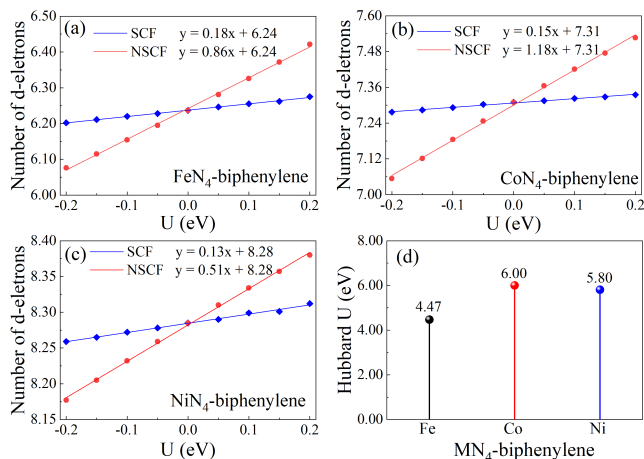 (a)
SCF y = 0.18x + 6.24
NSCF y = 0.86x + 6.24
6.50
6.40
6.30
6.20
6.10
6.00
Number of d-eletrons
FeN4-biphenylene
-0.2 -0.1 0.0 0.1 0.2
U (eV)
(b)
SCF y = 0.15x + 7.31
NSCF y = 1.18x + 7.31
7.60
7.48
7.36
7.24
7.12
7.00
Number of d-eletrons
CoN4-biphenylene
-0.2 -0.1 0.0 0.1 0.2
U (eV)
(c)
SCF y = 0.13x + 8.28
NSCF y = 0.51x + 8.28
8.40
8.35
8.30
8.25
8.20
8.15
Number of d-eletrons
NiN4-biphenylene
-0.2 -0.1 0.0 0.1 0.2
U (eV)
(d)
8.00
6.00
4.00
2.00
0.00
Hubbard U (eV)
4.47
6.00
5.80
Fe Co Ni
MN4-biphenylene